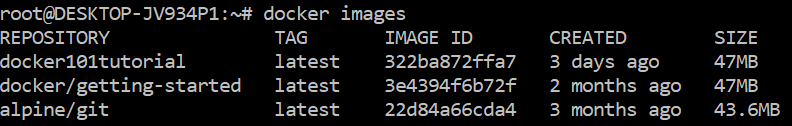 root@DESKTOP-JV934P1:~# docker images
REPOSITORY TAG IMAGE ID CREATED SIZE
docker101tutorial latest 322ba872ffa7 3 days ago 47MB
docker/getting-started latest 3e4394f6b72f 2 months ago 47MB
alpine/git latest 22d84a66cda4 3 months ago 43.6MB